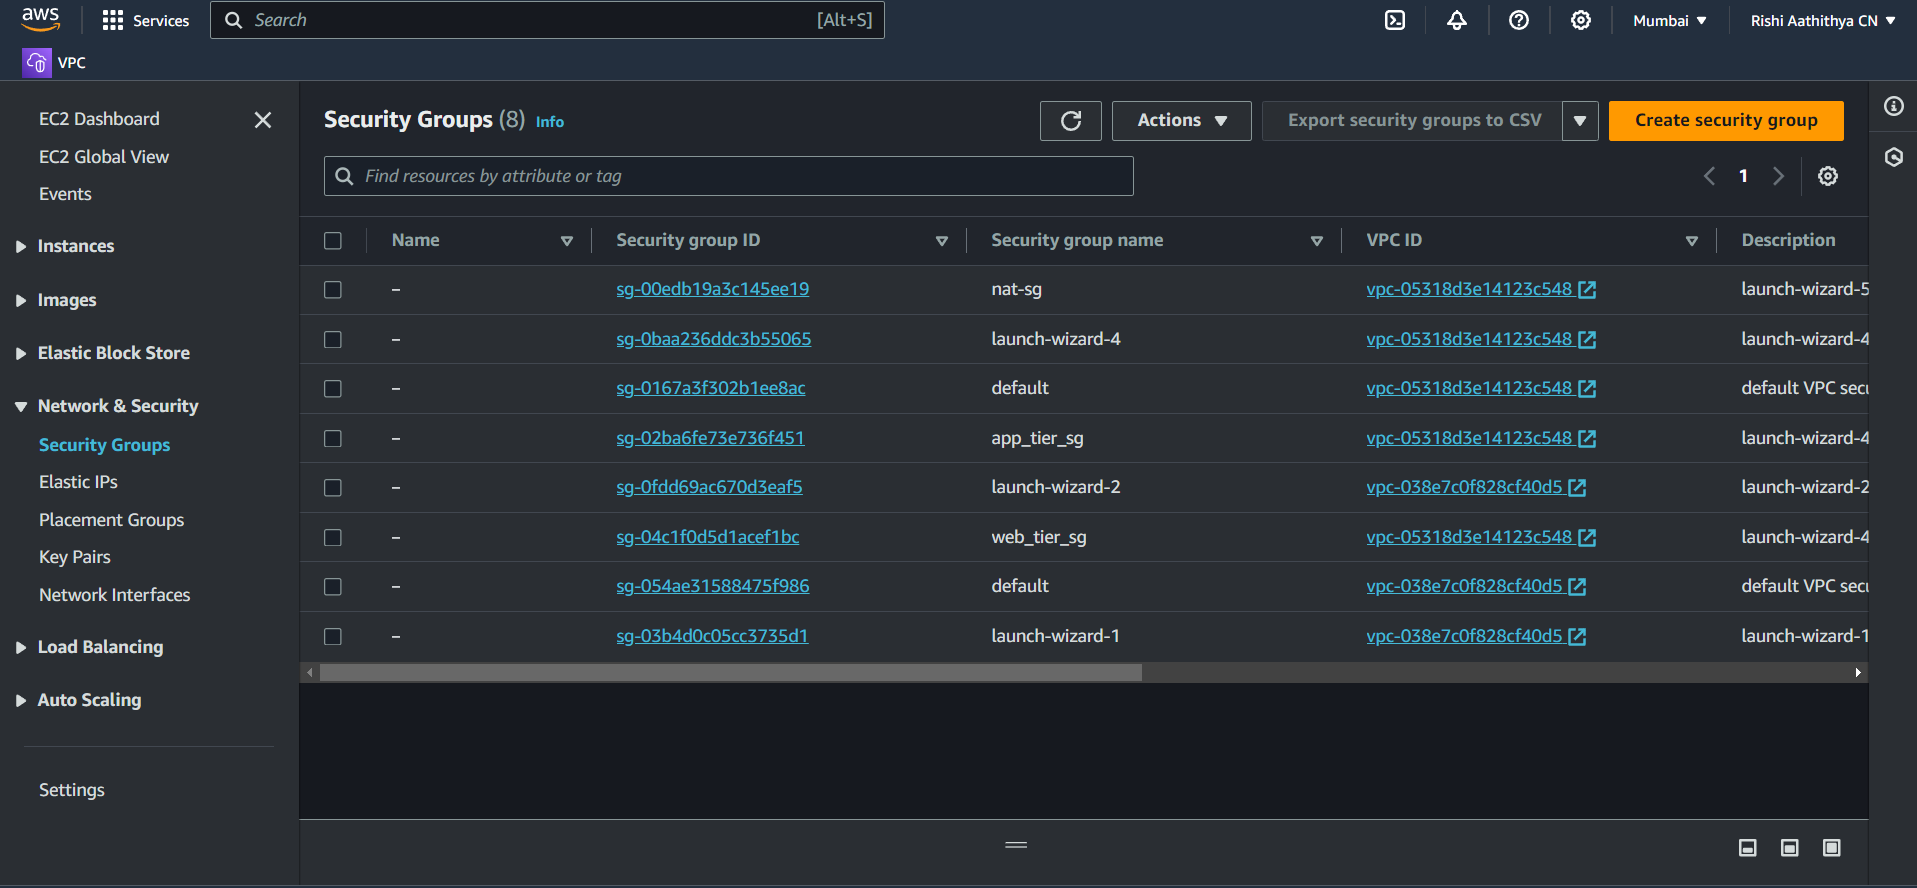 aws Services Search [Alt+S] Mumbai Rishi Aathithya CN
VPC
EC2 Dashboard
EC2 Global View
Events
Instances
Images
Elastic Block Store
Network & Security
Security Groups
Elastic IPs
Placement Groups
Key Pairs
Network Interfaces
Load Balancing
Auto Scaling
Settings
Security Groups (8) Info Actions Export security groups to CSV Create security group
Find resources by attribute or tag 1
Name Security group ID Security group name VPC ID Description
– sg-00edb19a3c145ee19 nat-sg vpc-05318d3e14123c548 launch-wizard-5
– sg-0baa236ddc3b55065 launch-wizard-4 vpc-05318d3e14123c548 launch-wizard-4
– sg-0167a3f302b1ee8ac default vpc-05318d3e14123c548 default VPC secu
– sg-02ba6fe73e736f451 app_tier_sg vpc-05318d3e14123c548 launch-wizard-4
– sg-0fdd69ac670d3eaf5 launch-wizard-2 vpc-038e7c0f828cf40d5 launch-wizard-2
– sg-04c1f0d5d1acef1bc web_tier_sg vpc-05318d3e14123c548 launch-wizard-4
– sg-054ae31588475f986 default vpc-038e7c0f828cf40d5 default VPC secu
– sg-03b4d0c05cc3735d1 launch-wizard-1 vpc-038e7c0f828cf40d5 launch-wizard-1